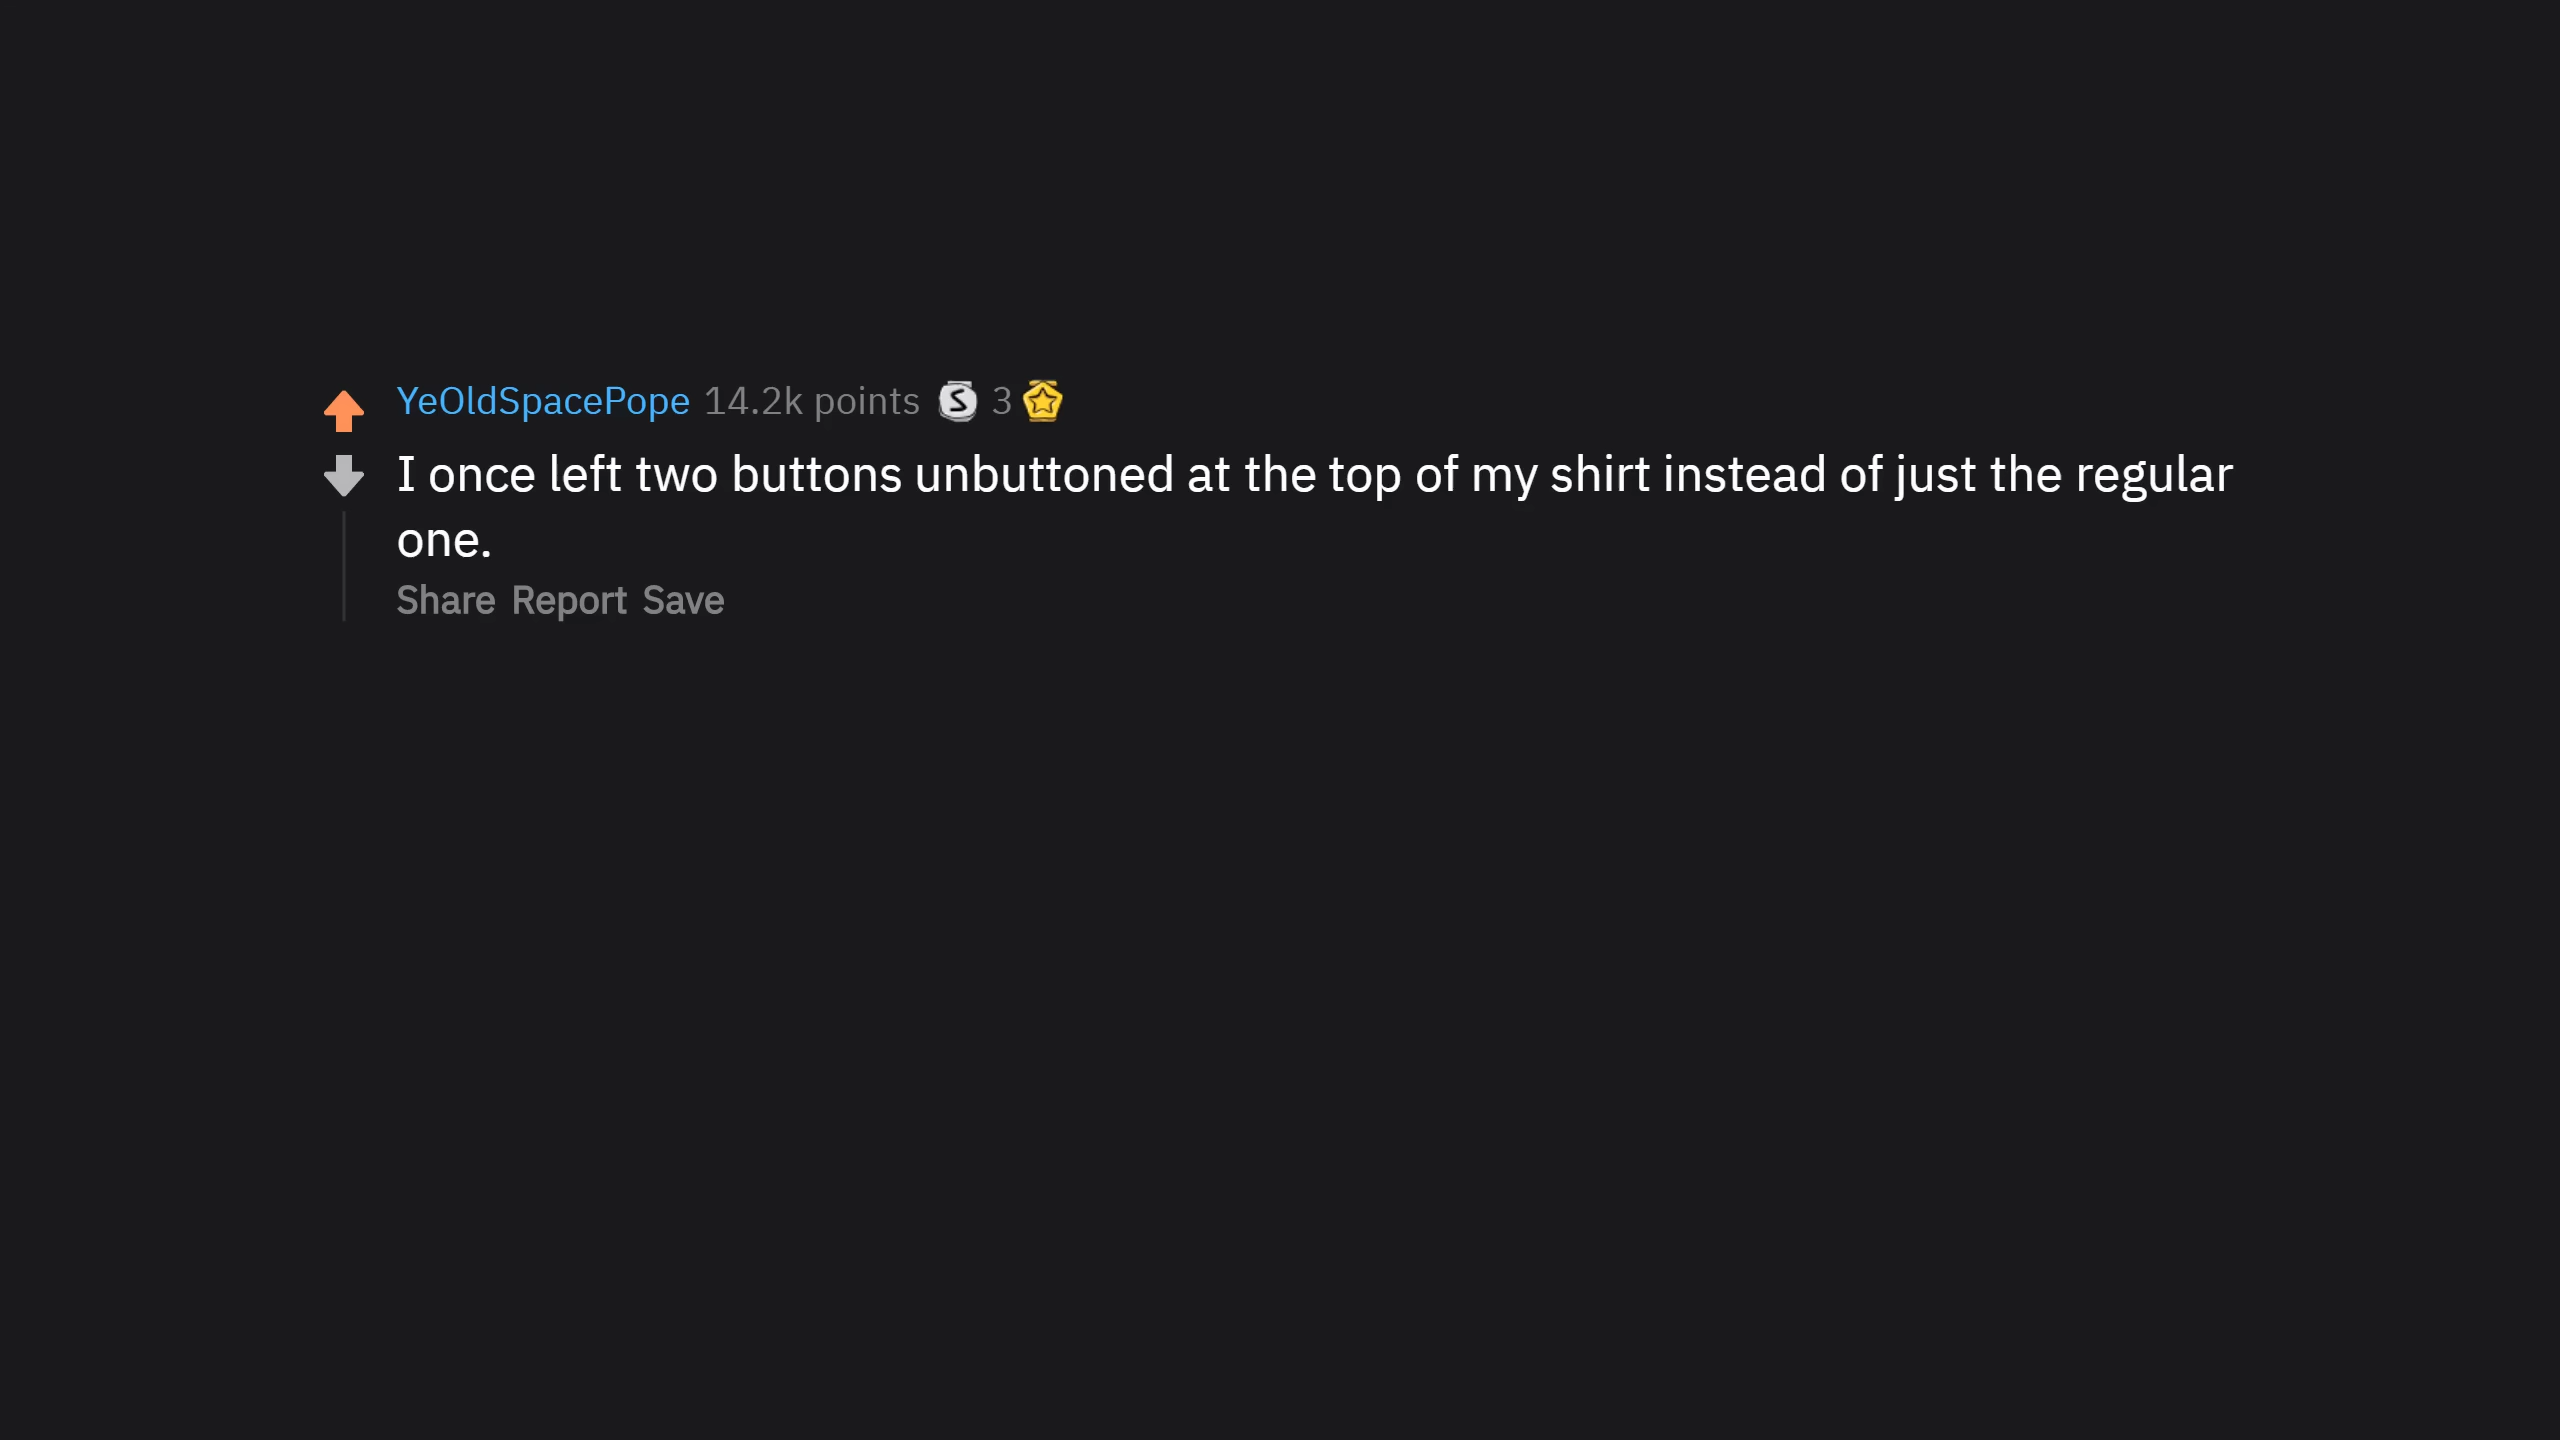 YeOldSpacePope 14.2k points S 3
I once left two buttons unbuttoned at the top of my shirt instead of just the regular
one.
Share Report Save